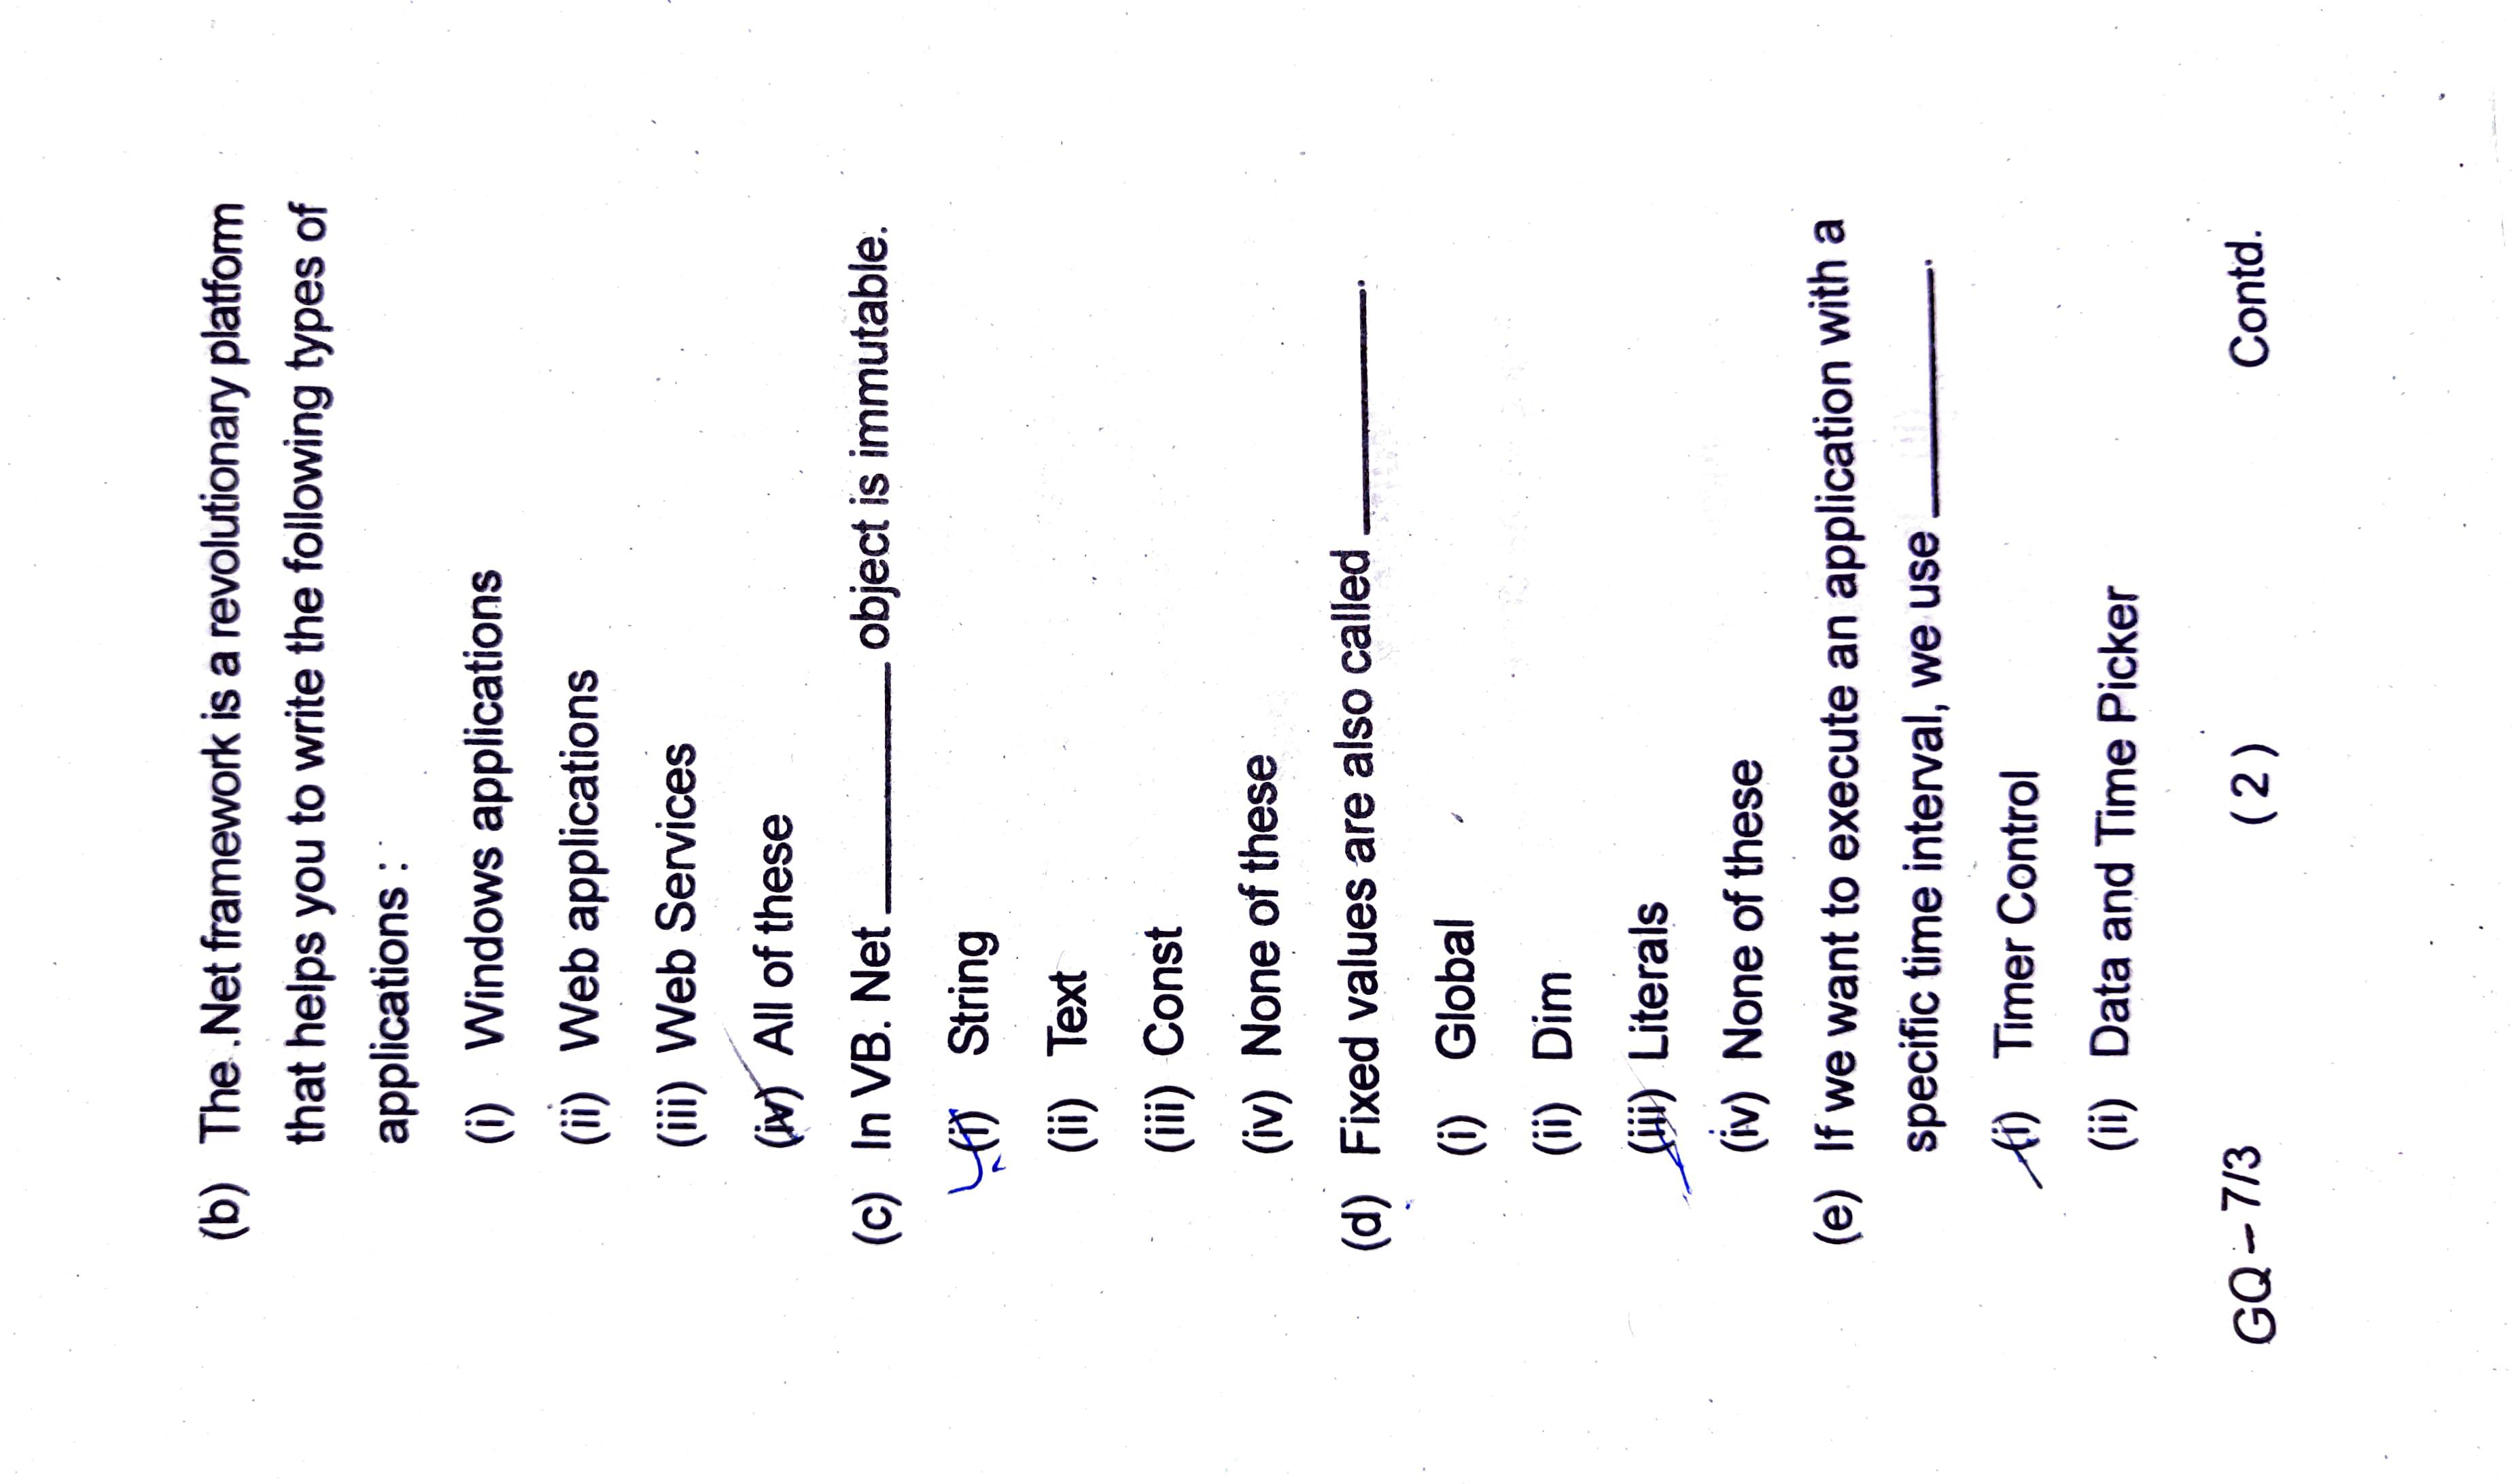 (b) The .Net framework is a revolutionary platform
that helps you to write the following types of
applications :
(i) Windows applications
(ii) Web applications
(iii) Web Services
(iv) All of these
(c) In VB. Net __________ object is immutable.
(i) String
(ii) Text
(iii) Const
(iv) None of these
(d) Fixed values are also called __________.
(i) Global
(ii) Dim
(iii) Literals
(iv) None of these
(e) If we want to execute an application with a
specific time interval, we use __________.
(i) Timer Control
(ii) Data and Time Picker
GQ – 7/3 (2) Contd.